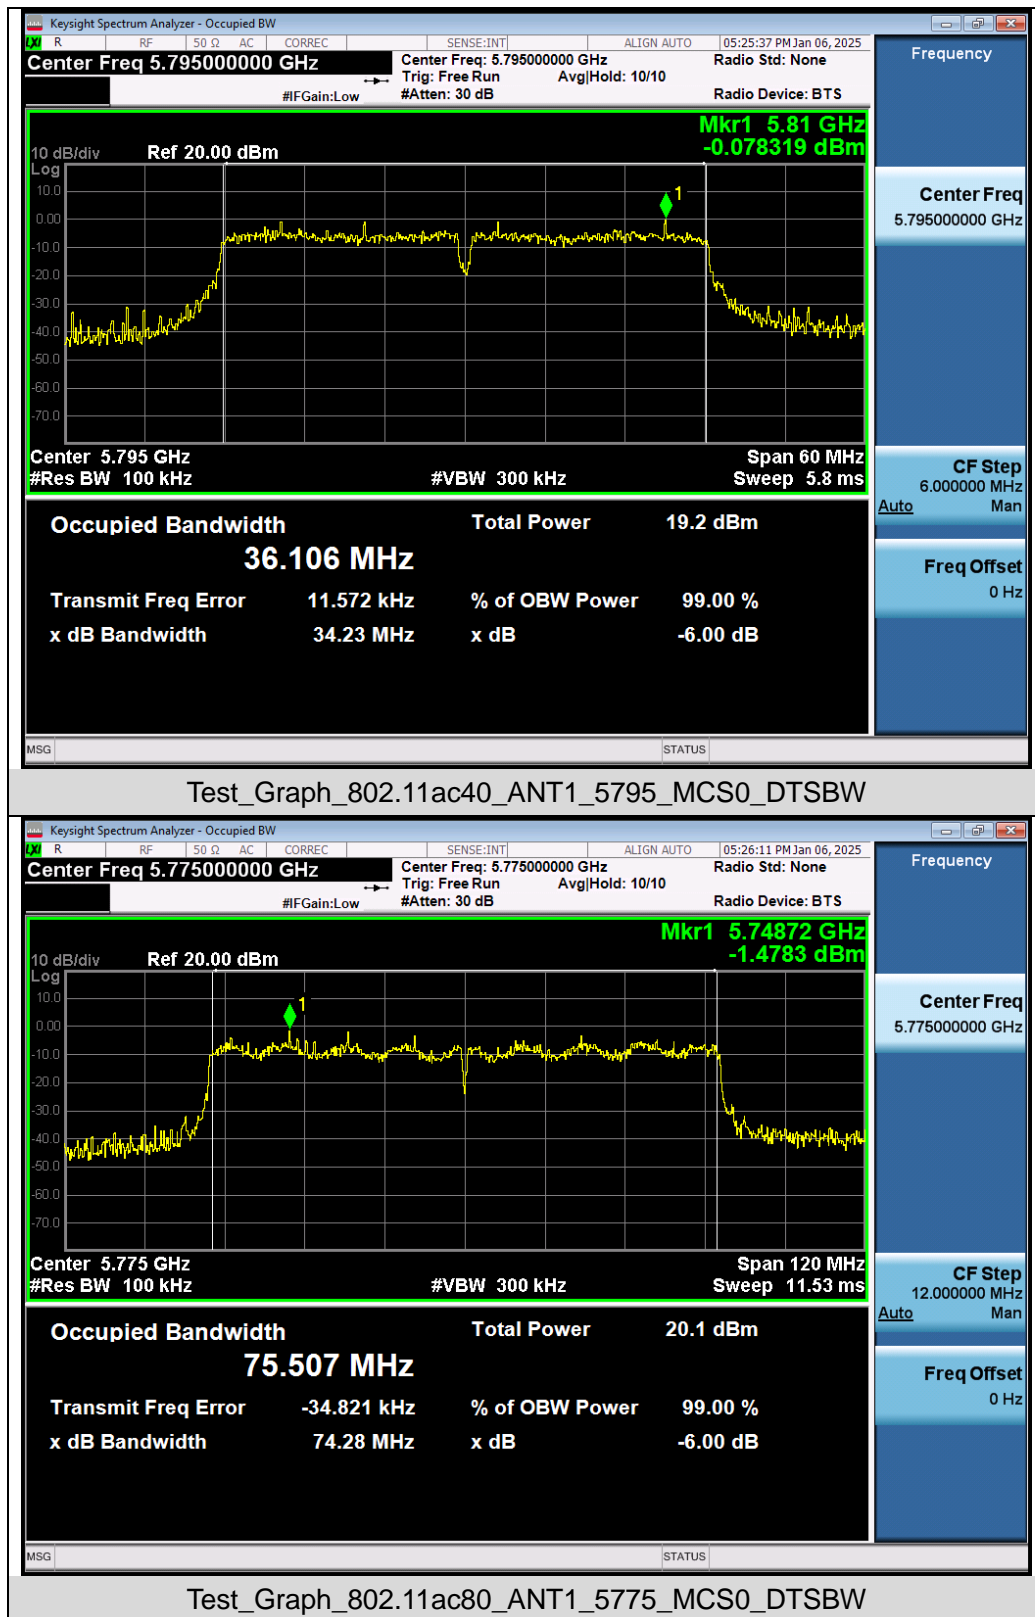 Keysight Spectrum Analyzer - Occupied BW
LXI R RF 50 Ω AC CORREC SENSE:INT ALIGN AUTO 05:25:37 PM Jan 06, 2025
Center Freq 5.795000000 GHz
Center Freq: 5.795000000 GHz
Radio Std: None
Trig: Free Run Avg|Hold: 10/10
#IFGain:Low
#Atten: 30 dB
Radio Device: BTS
Frequency
Mkr1 5.81 GHz
-0.078319 dBm
10 dB/div Ref 20.00 dBm
Log
10.0
0.00
-10.0
-20.0
-30.0
-40.0
-50.0
-60.0
-70.0
1
Center 5.795 GHz
Span 60 MHz
#Res BW 100 kHz
#VBW 300 kHz
Sweep 5.8 ms
Center Freq
5.795000000 GHz
CF Step
6.000000 MHz
Auto Man
Freq Offset
0 Hz
Occupied Bandwidth
36.106 MHz
Total Power 19.2 dBm
Transmit Freq Error 11.572 kHz % of OBW Power 99.00 %
x dB Bandwidth 34.23 MHz x dB -6.00 dB
MSG STATUS
Test_Graph_802.11ac40_ANT1_5795_MCS0_DTSBW
Keysight Spectrum Analyzer - Occupied BW
LXI R RF 50 Ω AC CORREC SENSE:INT ALIGN AUTO 05:26:11 PM Jan 06, 2025
Center Freq 5.775000000 GHz
Center Freq: 5.775000000 GHz
Radio Std: None
Trig: Free Run Avg|Hold: 10/10
#IFGain:Low
#Atten: 30 dB
Radio Device: BTS
Frequency
Mkr1 5.74872 GHz
-1.4783 dBm
10 dB/div Ref 20.00 dBm
Log
10.0
0.00
-10.0
-20.0
-30.0
-40.0
-50.0
-60.0
-70.0
1
Center 5.775 GHz
Span 120 MHz
#Res BW 100 kHz
#VBW 300 kHz
Sweep 11.53 ms
Center Freq
5.775000000 GHz
CF Step
12.000000 MHz
Auto Man
Freq Offset
0 Hz
Occupied Bandwidth
75.507 MHz
Total Power 20.1 dBm
Transmit Freq Error -34.821 kHz % of OBW Power 99.00 %
x dB Bandwidth 74.28 MHz x dB -6.00 dB
MSG STATUS
Test_Graph_802.11ac80_ANT1_5775_MCS0_DTSBW